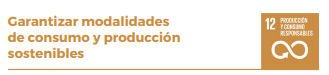 Garantizar modalidades
de consumo y producción
sostenibles
12 PRODUCCIÓN
Y CONSUMO
RESPONSABLES